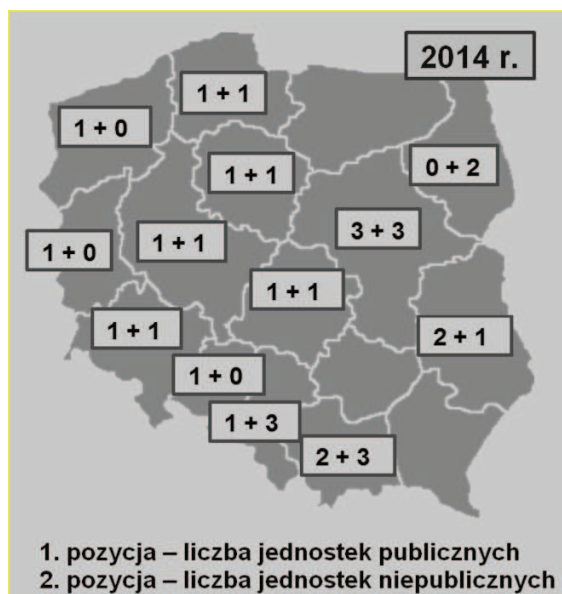 2014 r.
1 + 1
1 + 0
1 + 1
0 + 2
3 + 3
1 + 1
1 + 0
1 + 1
1 + 1
2 + 1
1 + 0
1 + 3
2 + 3
1. pozycja – liczba jednostek publicznych
2. pozycja – liczba jednostek niepublicznych